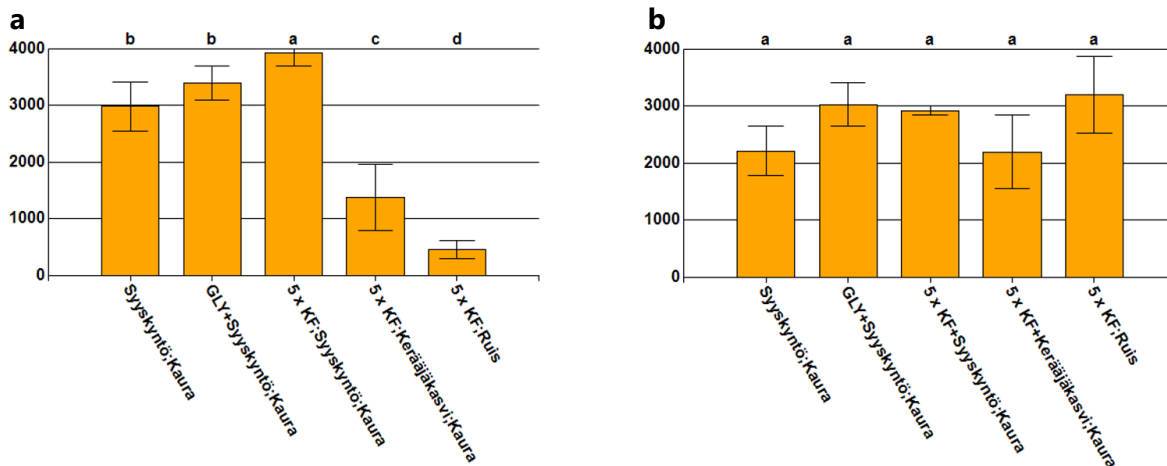 a
b b a c d
4000
3000
2000
1000
0
Syyskyntö;Kaura
GLY+Syyskyntö;Kaura
5 x KF;Syyskyntö;Kaura
5 x KF;Kerääjäkasvi;Kaura
5 x KF;Ruis
b
a a a a a
4000
3000
2000
1000
0
Syyskyntö;Kaura
GLY+Syyskyntö;Kaura
5 x KF+Syyskyntö;Kaura
5 x KF+Kerääjäkasvi;Kaura
5 x KF;Ruis